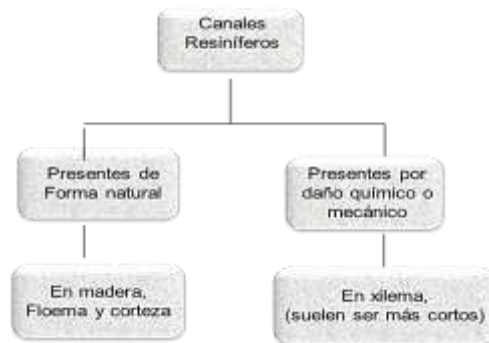 Canales
Resiníferos
Presentes de
Forma natural
Presentes por
daño químico o
mecánico
En madera,
Floema y corteza
En xilema,
(suelen ser más cortos)